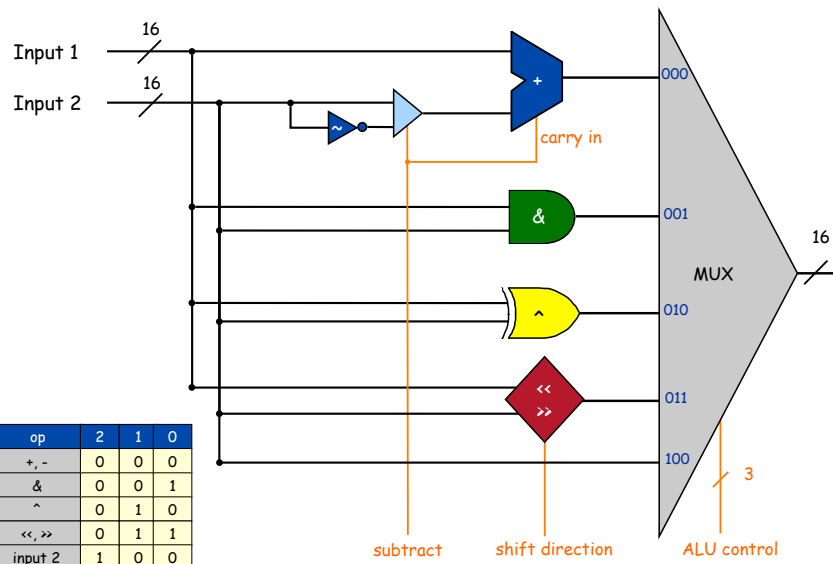 Input 1
16
Input 2
16
~
+
carry in
000
&
001
16
MUX
^
010
<<
>>
011
100
3
subtract
shift direction
ALU control
op 2 1 0
+, - 0 0 0
& 0 0 1
^ 0 1 0
<<, >> 0 1 1
input 2 1 0 0